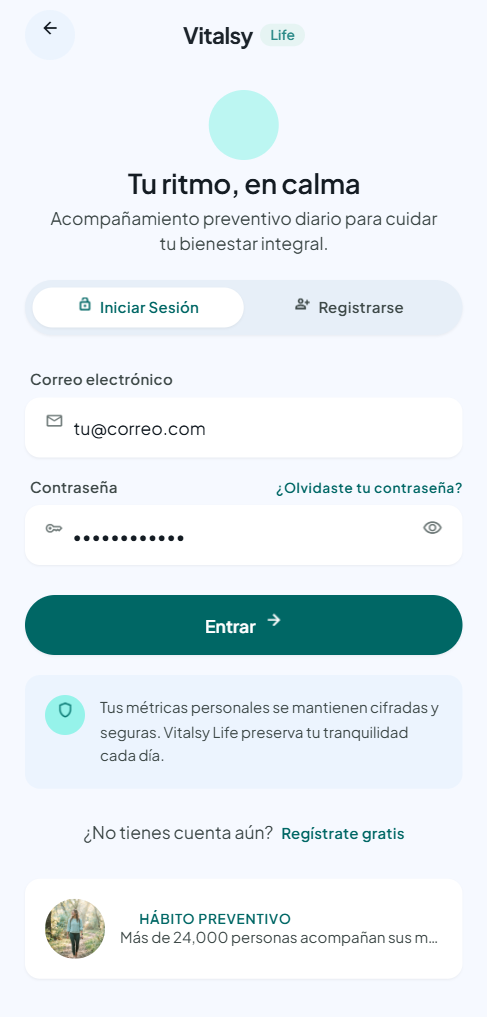 Vitalsy Life
Tu ritmo, en calma
Acompañamiento preventivo diario para cuidar
tu bienestar integral.
Iniciar Sesión
Registrarse
Correo electrónico
tu@correo.com
Contraseña
¿Olvidaste tu contraseña?
••••••••••••
Entrar
Tus métricas personales se mantienen cifradas y
seguras. Vitalsy Life preserva tu tranquilidad
cada día.
¿No tienes cuenta aún? Regístrate gratis
HÁBITO PREVENTIVO
Más de 24,000 personas acompañan sus m...